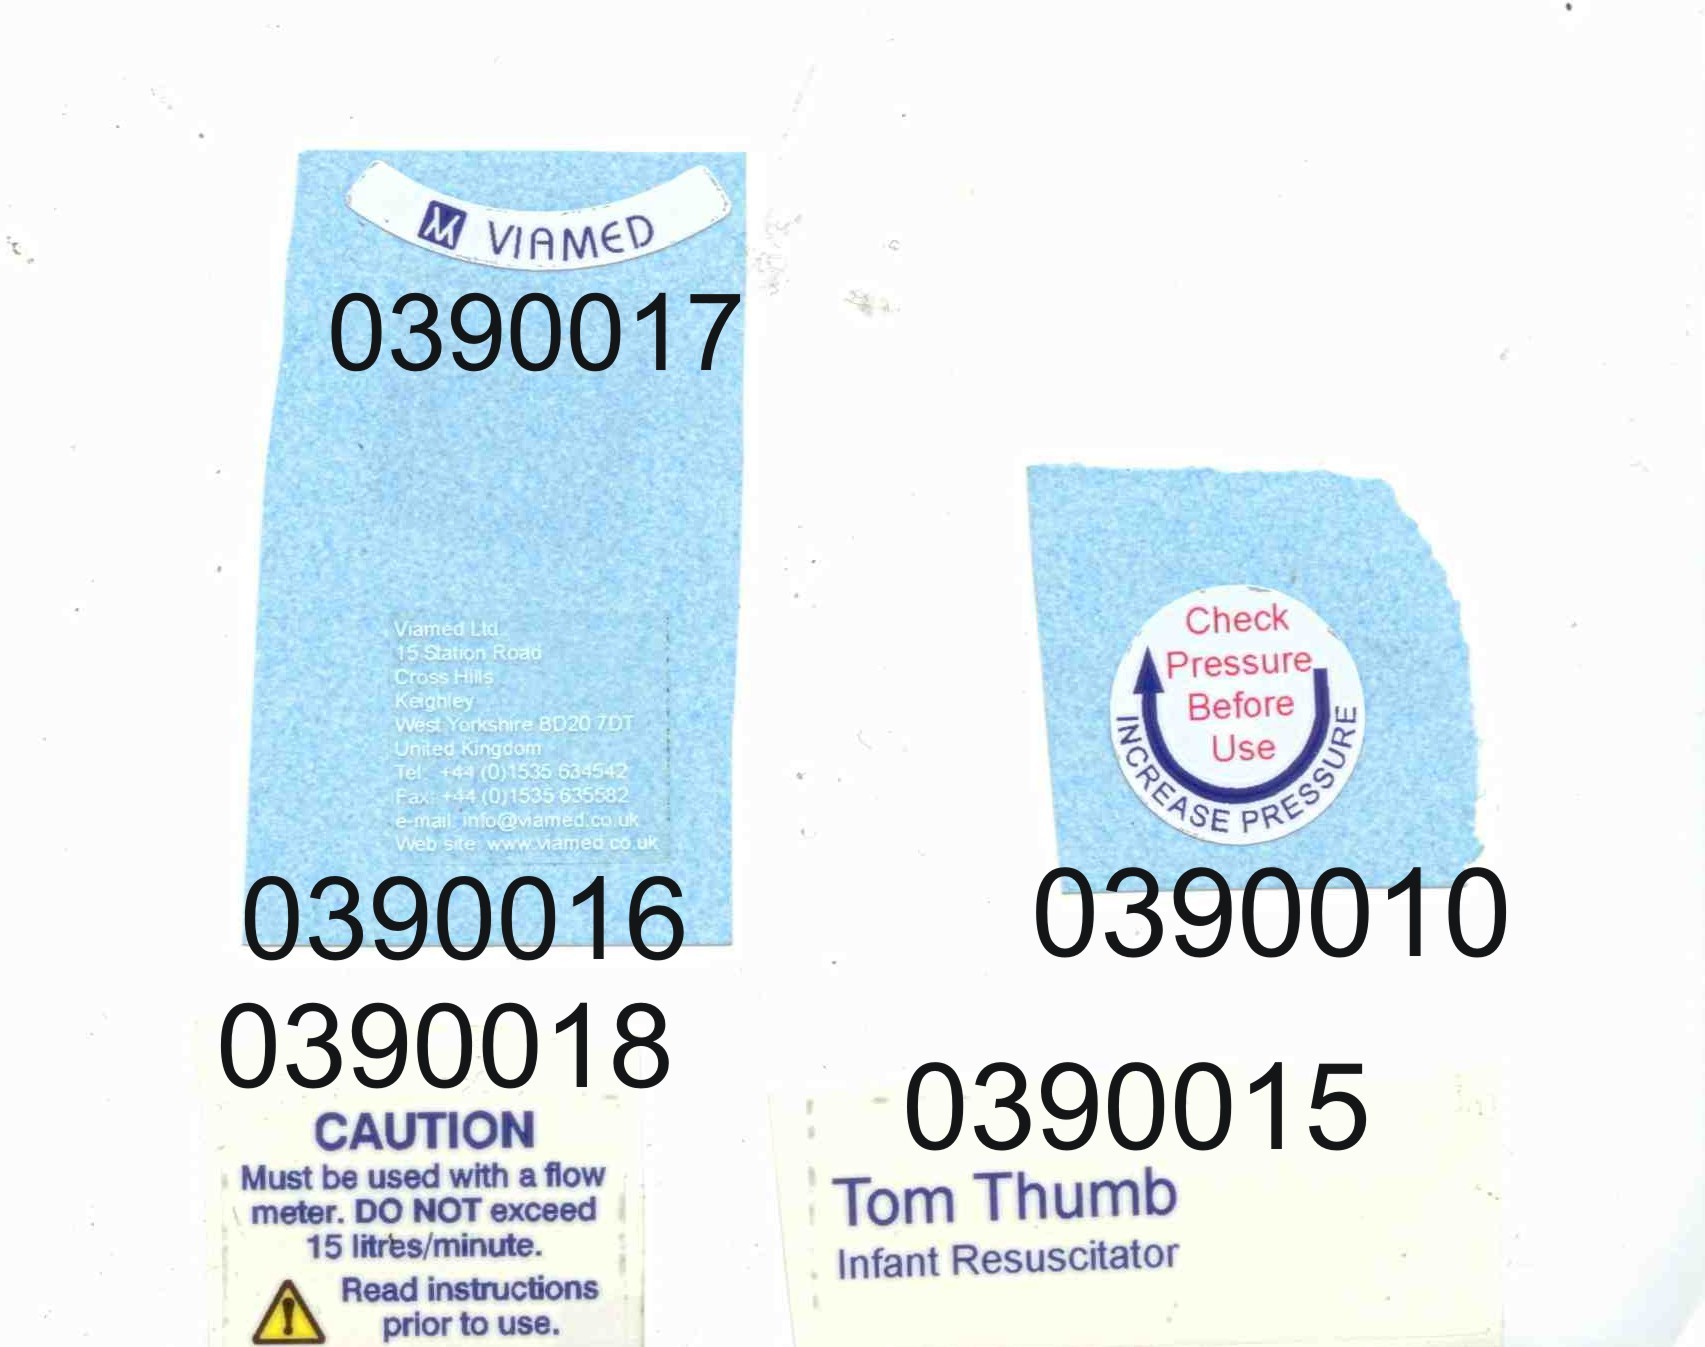 VIAMED
0390017
Viamed Ltd.
15 Station Road
Cross Hills
Keighley
West Yorkshire BD20 7DT
United Kingdom
Tel: +44 (0)1535 634542
Fax: +44 (0)1535 635582
e-mail: info@viamed.co.uk
Web site: www.viamed.co.uk
0390016
Check
Pressure
Before
Use
INCREASE PRESSURE
0390010
0390018
CAUTION
Must be used with a flow
meter. DO NOT exceed
15 litres/minute.
Read instructions
prior to use.
0390015
Tom Thumb
Infant Resuscitator